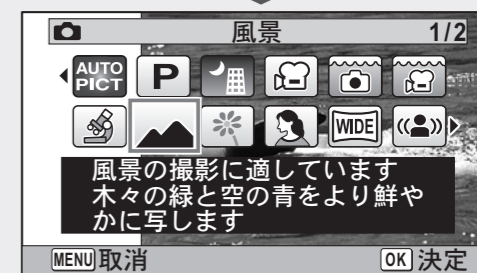 風景 1/2
AUTO PICT P WIDE
風景の撮影に適しています
木々の緑と空の青をより鮮や
かに写します
MENU 取消 OK 決定